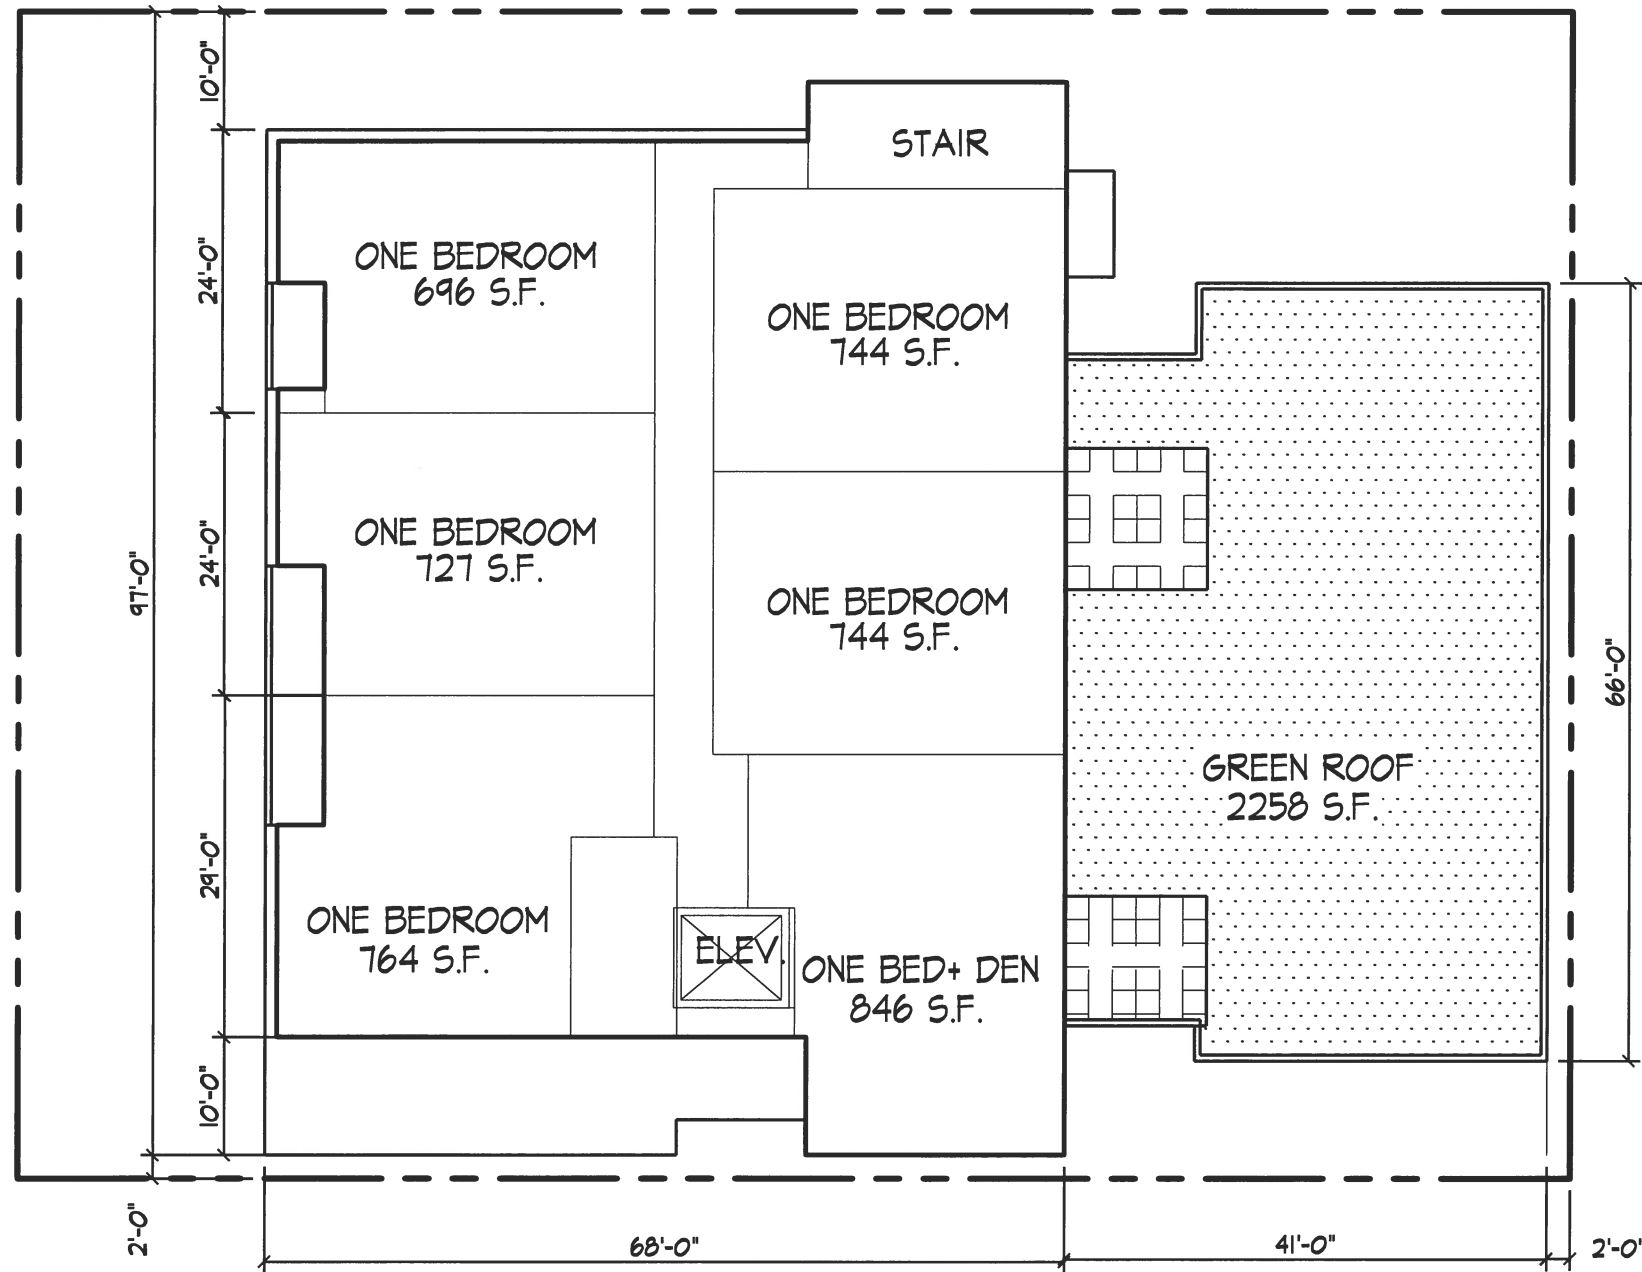 10'-0"
STAIR
24'-0"
ONE BEDROOM
696 S.F.
ONE BEDROOM
744 S.F.
97'-0"
24'-0"
ONE BEDROOM
727 S.F.
ONE BEDROOM
744 S.F.
66'-0"
GREEN ROOF
2258 S.F.
29'-0"
ONE BEDROOM
764 S.F.
ELEV.
ONE BED+ DEN
846 S.F.
10'-0"
2'-0"
68'-0"
41'-0"
2'-0'